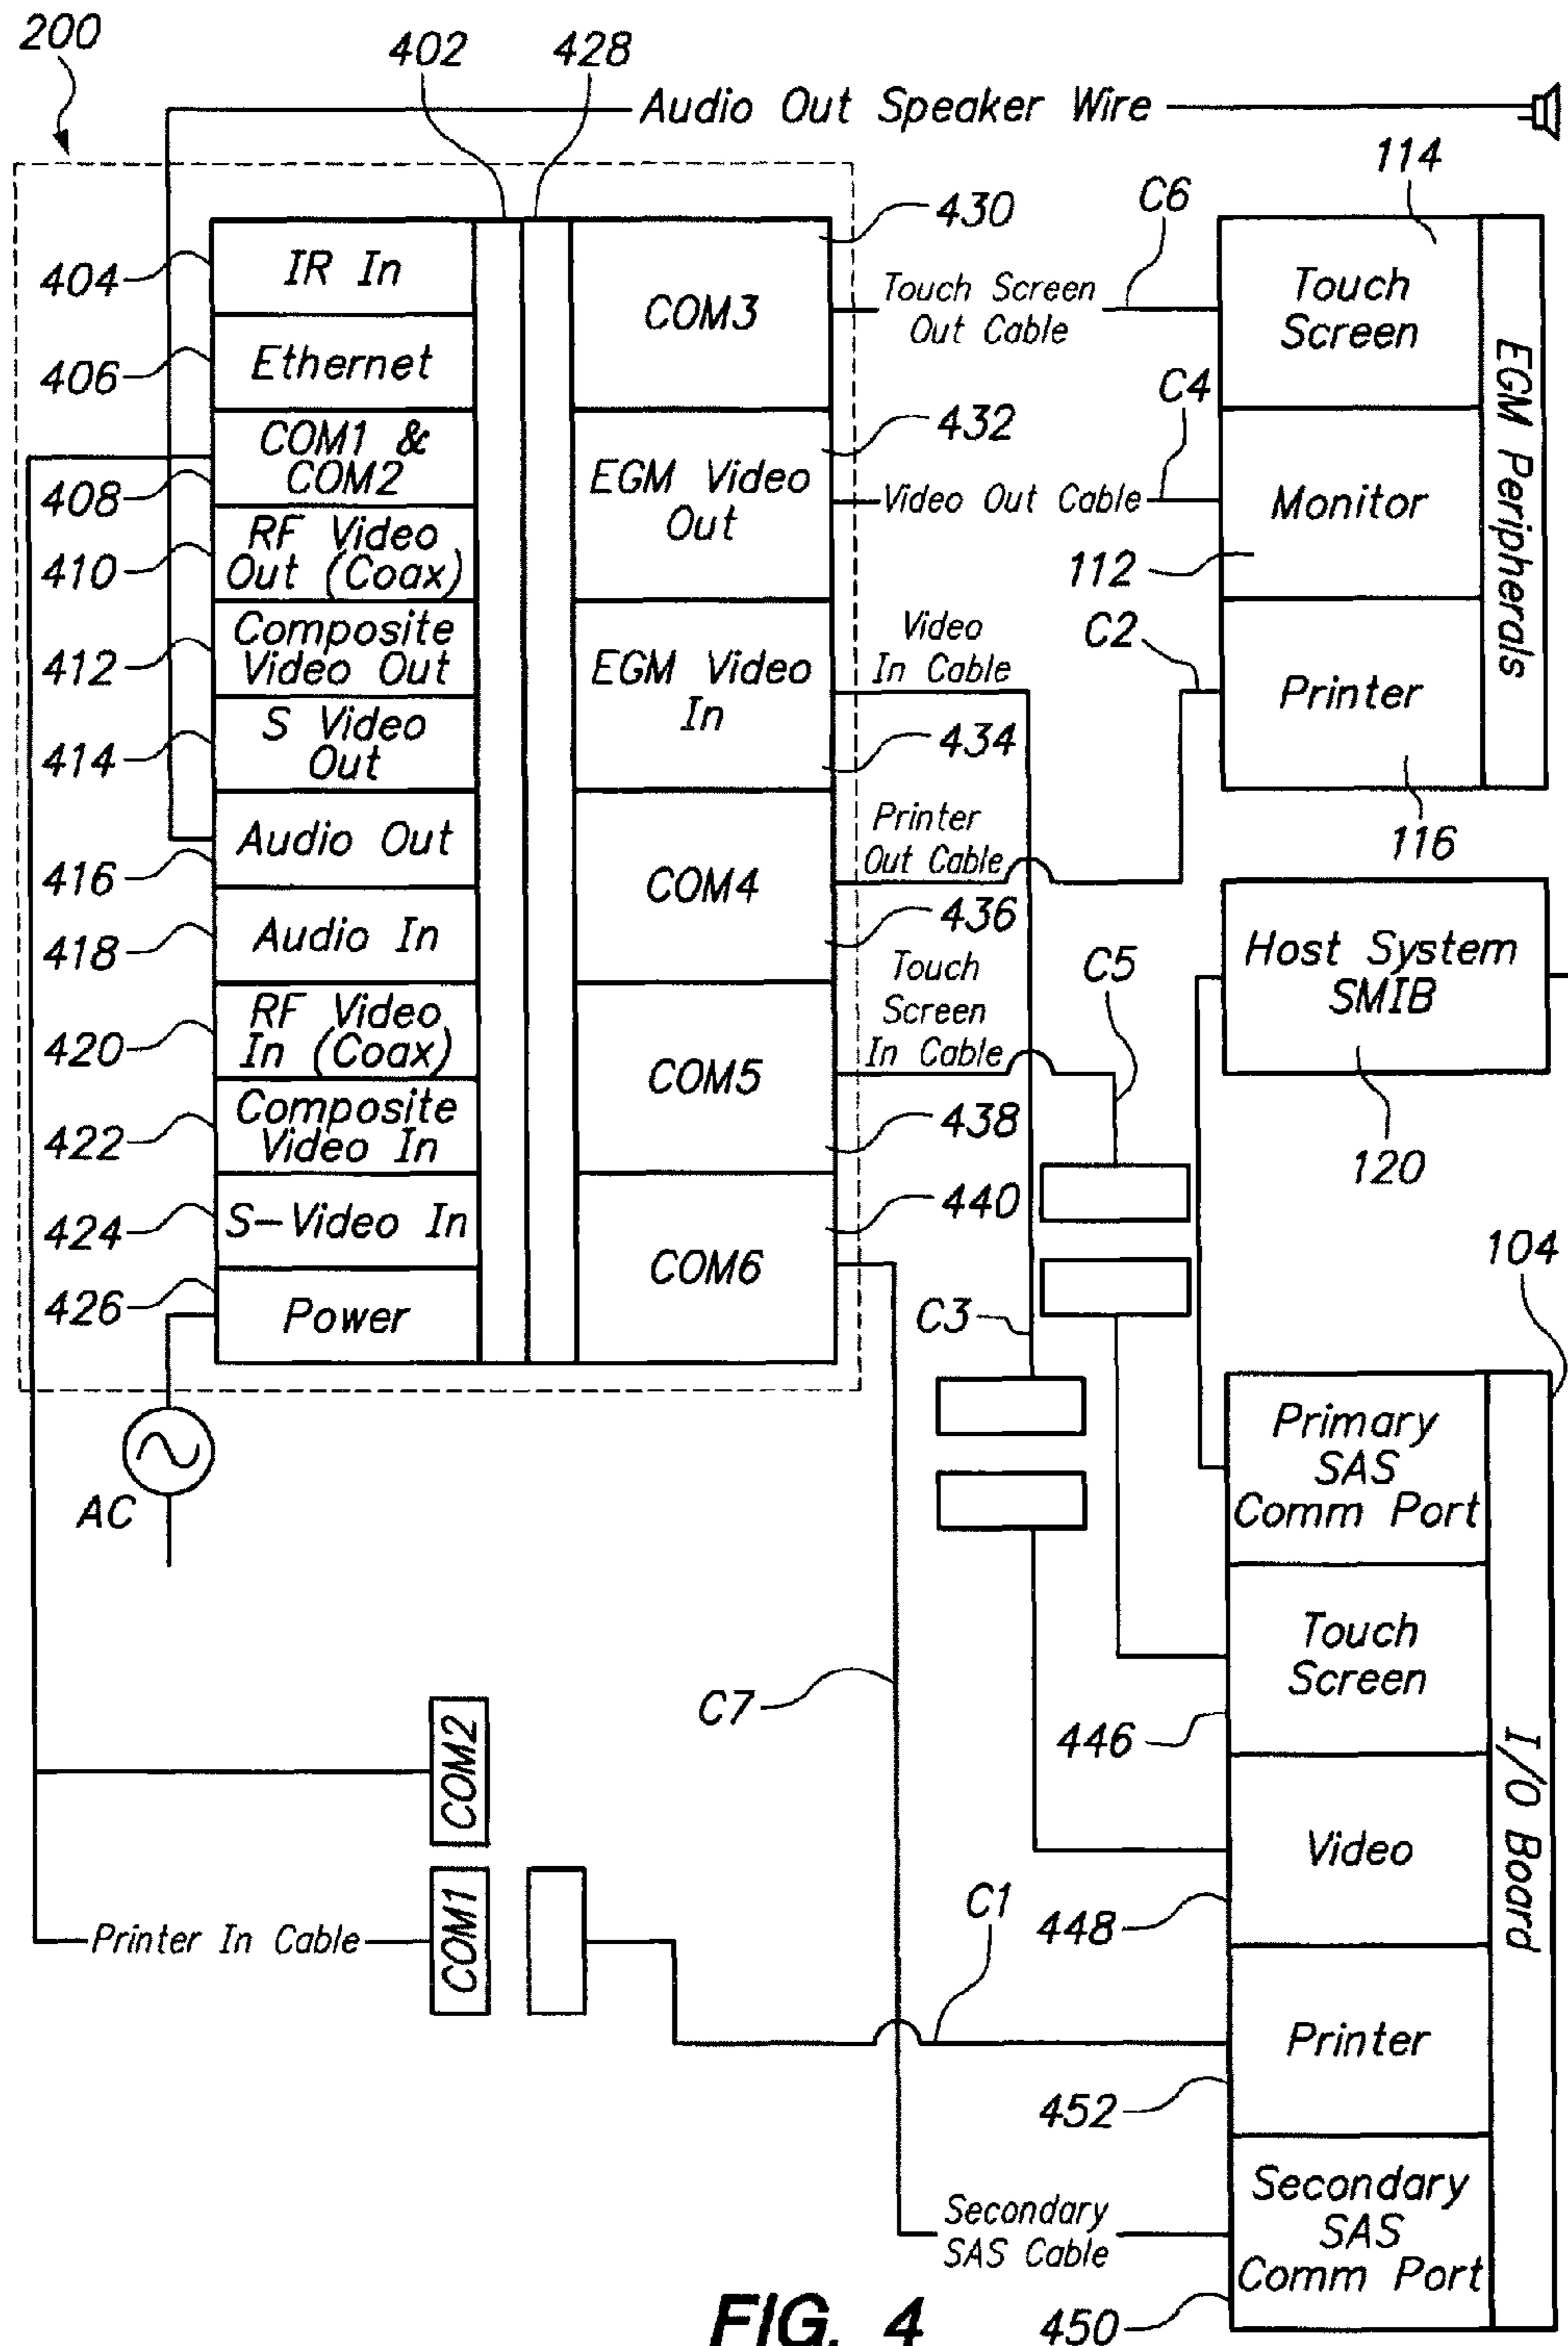 200
402
428
Audio Out Speaker Wire
114
404
IR In
406
Ethernet
408
COM1 &
COM2
410
RF Video
Out (Coax)
412
Composite
Video Out
414
S Video
Out
416
Audio Out
418
Audio In
420
RF Video
In (Coax)
422
Composite
Video In
424
S-Video In
426
Power
AC
COM3
430
EGM Video
Out
432
EGM Video
In
434
COM4
436
COM5
438
COM6
440
Touch Screen
Out Cable
C6
Video Out Cable
C4
Video
In Cable
C2
Printer
Out Cable
Touch
Screen
In Cable
C5
C3
Touch
Screen
Monitor
112
Printer
116
EGM Peripherals
Host System
SMIB
120
104
Primary
SAS
Comm Port
Touch
Screen
446
Video
448
Printer
452
Secondary
SAS
Comm Port
450
I/O Board
C7
COM2
COM1
Printer In Cable
C1
Secondary
SAS Cable
FIG. 4